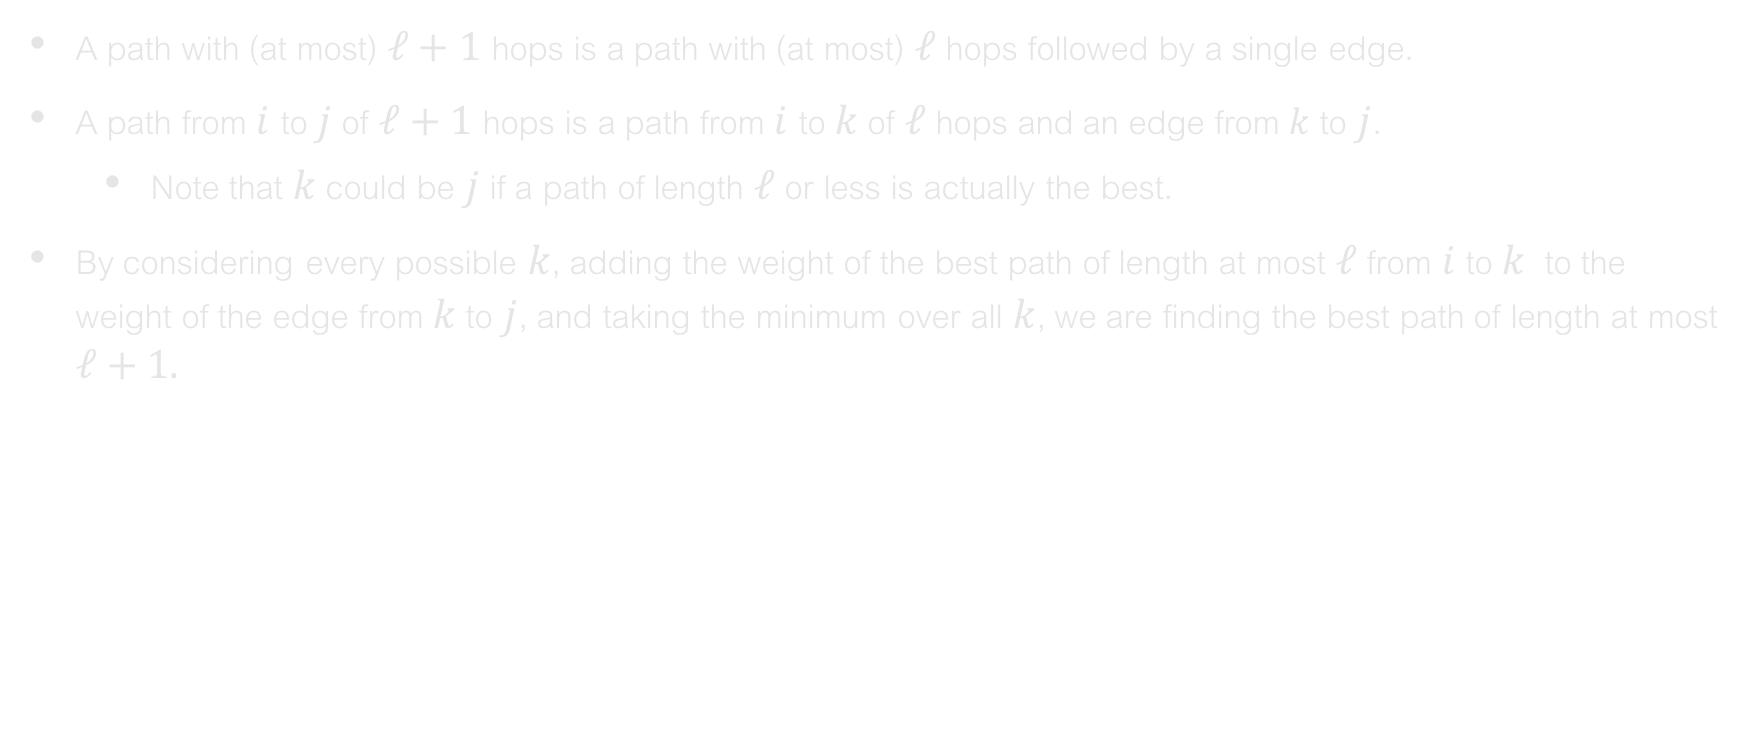 • A path with (at most) ℓ + 1 hops is a path with (at most) ℓ hops followed by a single edge.
• A path from i to j of ℓ + 1 hops is a path from i to k of ℓ hops and an edge from k to j.
• Note that k could be j if a path of length ℓ or less is actually the best.
• By considering every possible k, adding the weight of the best path of length at most ℓ from i to k to the
weight of the edge from k to j, and taking the minimum over all k, we are finding the best path of length at most
ℓ + 1.